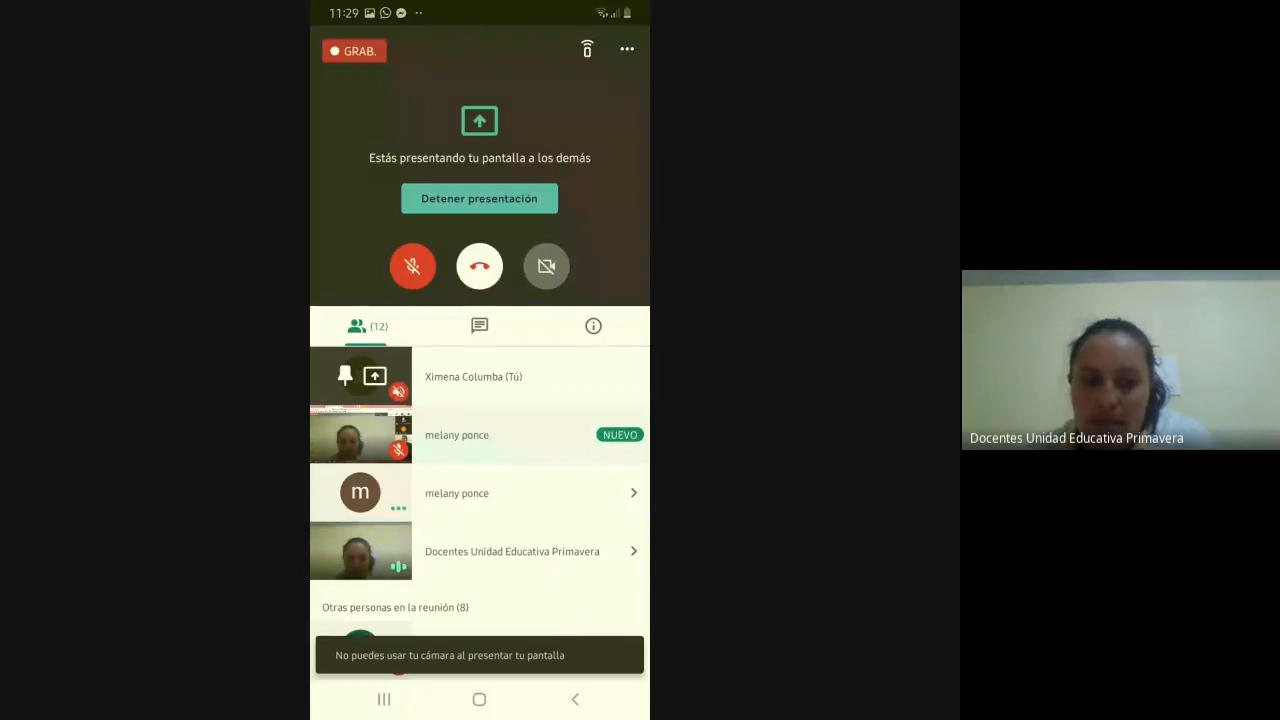 11:29
GRAB.
Estás presentando tu pantalla a los demás
Detener presentación
(12)
Ximena Columba (Tú)
melany ponce
NUEVO
m
melany ponce
Docentes Unidad Educativa Primavera
Otras personas en la reunión (8)
No puedes usar tu cámara al presentar tu pantalla
Docentes Unidad Educativa Primavera